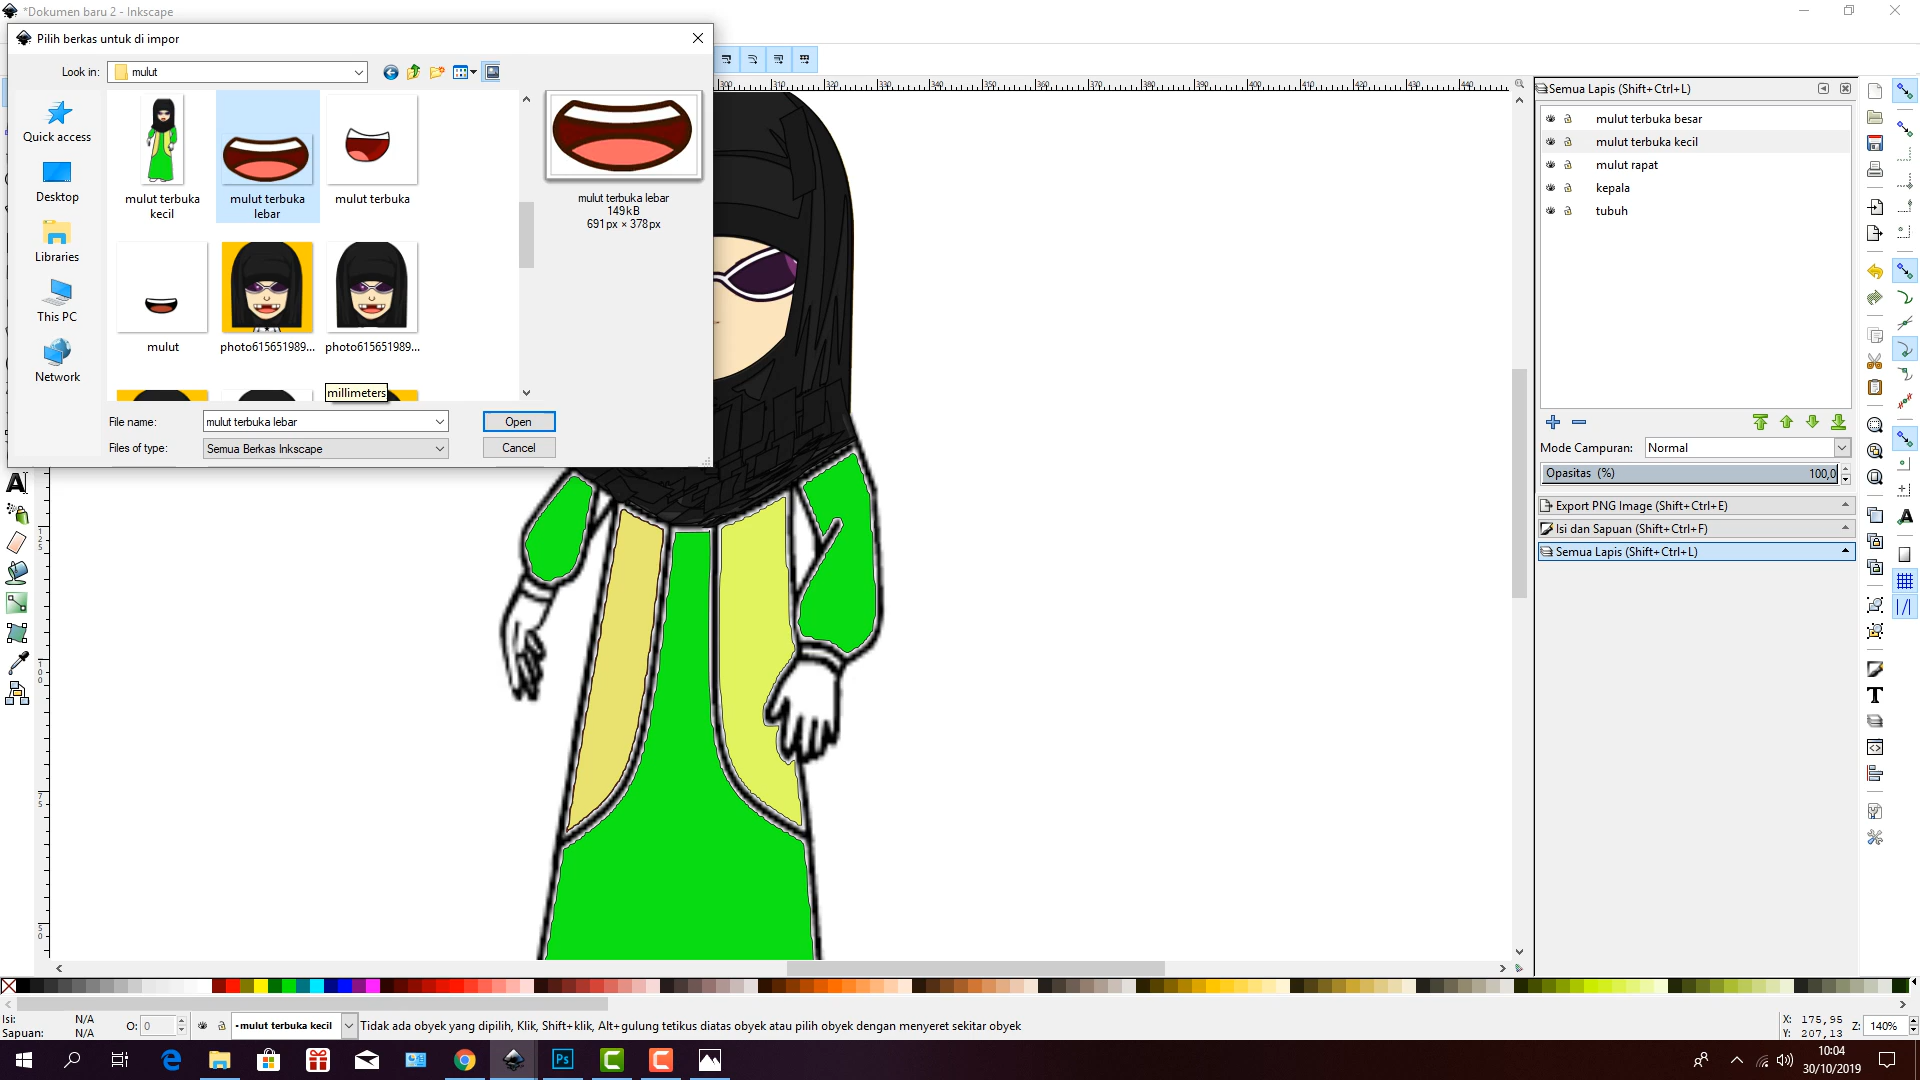 *Dokumen baru 2 - Inkscape
Pilih berkas untuk di impor
Look in:
mulut
Quick access
Desktop
Libraries
This PC
Network
mulut terbuka
kecil
mulut terbuka
lebar
mulut terbuka
mulut
photo615651989...
photo615651989...
millimeters
mulut terbuka lebar
149kB
691px × 378px
File name:
mulut terbuka lebar
Open
Files of type:
Semua Berkas Inkscape
Cancel
Semua Lapis (Shift+Ctrl+L)
mulut terbuka besar
mulut terbuka kecil
mulut rapat
kepala
tubuh
Mode Campuran:
Normal
Opasitas (%)
100,0
Export PNG Image (Shift+Ctrl+E)
Isi dan Sapuan (Shift+Ctrl+F)
Semua Lapis (Shift+Ctrl+L)
Isi:
N/A
Sapuan:
N/A
O:
0
•mulut terbuka kecil
Tidak ada obyek yang dipilih, Klik, Shift+klik, Alt+gulung tetikus diatas obyek atau pilih obyek dengan menyeret sekitar obyek
X: 175,95
Y: 207,13
Z:
140%
Ps
10:04
30/10/2019